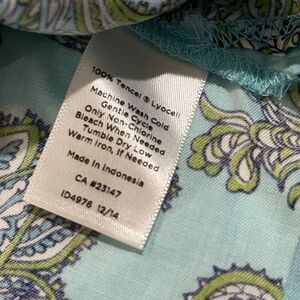 100% Tencel ® Lyocell
Machine Wash Cold
Gentle Cycle
Only Non-Chlorine
Bleach When Needed
Tumble Dry Low
Warm Iron, If Needed
Made In Indonesia
CA #23147
ID4976 12/14